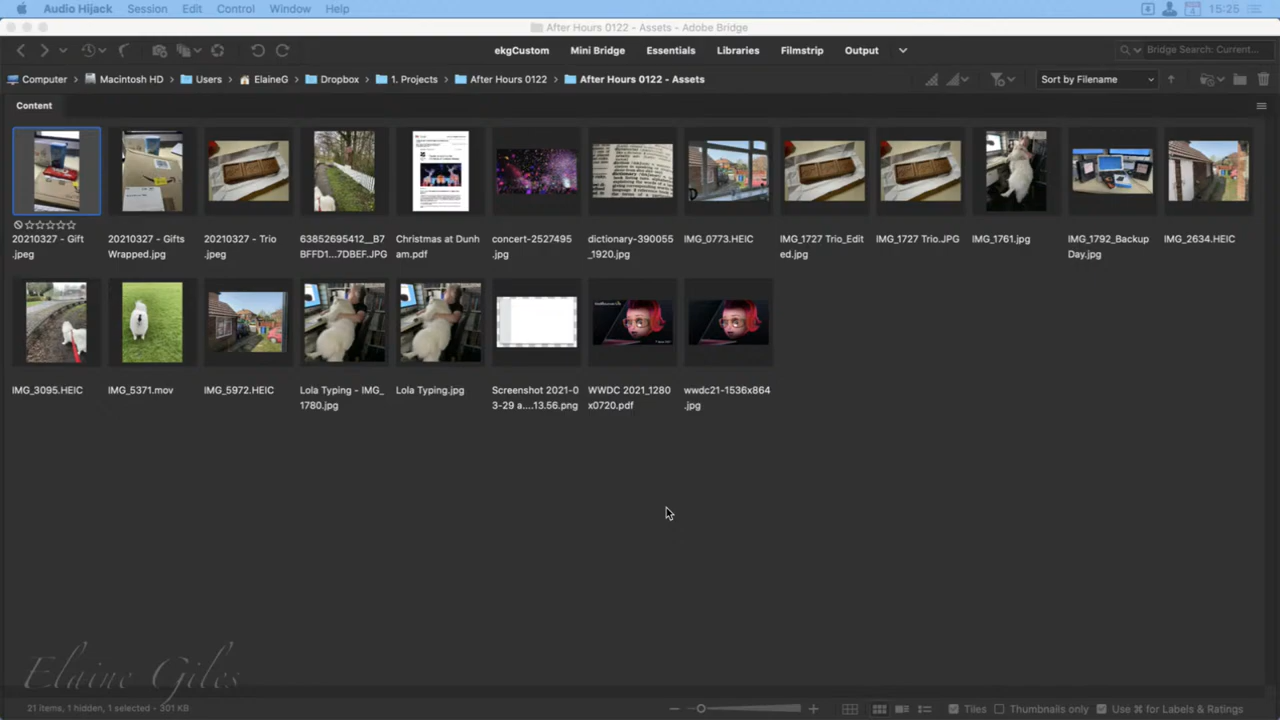 Audio Hijack Session Edit Control Window Help 4 4 15:25
After Hours 0122 - Assets - Adobe Bridge
ekgCustom Mini Bridge Essentials Libraries Filmstrip Output Bridge Search: Current...
Computer Macintosh HD Users ElaineG Dropbox 1. Projects After Hours 0122 After Hours 0122 - Assets Sort by Filename
Content
20210327 - Gift
.jpeg
20210327 - Gifts
Wrapped.jpg
20210327 - Trio
.jpeg
63852695412__B7
BFFD1...7DBEF.JPG
Christmas at Dunh
am.pdf
concert-2527495
.jpg
dictionary-390055
_1920.jpg
IMG_0773.HEIC
IMG_1727 Trio_Edit
ed.jpg
IMG_1727 Trio.JPG
IMG_1761.jpg
IMG_1792_Backup
Day.jpg
IMG_2634.HEIC
IMG_3095.HEIC
IMG_5371.mov
IMG_5972.HEIC
Lola Typing - IMG_
1780.jpg
Lola Typing.jpg
Screenshot 2021-0
3-29 a....13.56.png
WWDC 2021_1280
x0720.pdf
wwdc21-1536x864
.jpg
Elaine Giles
21 items, 1 hidden, 1 selected - 301 KB Tiles Thumbnails only Use ⌘ for Labels & Ratings